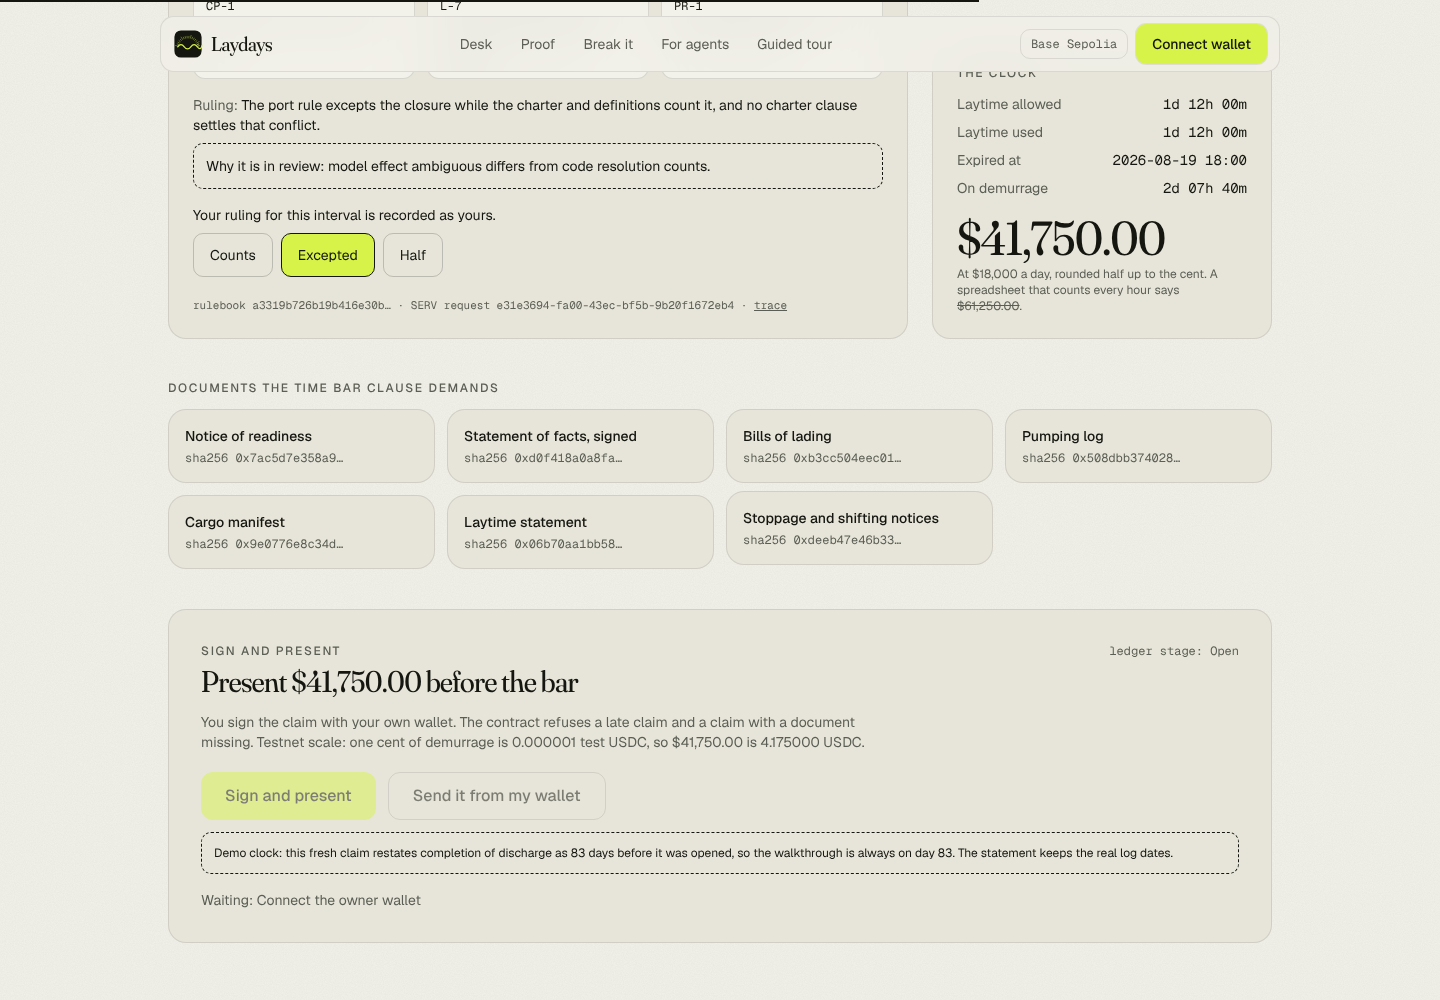 CP-1
L-7
PR-1
Laydays
Desk
Proof
Break it
For agents
Guided tour
Base Sepolia
Connect wallet
Ruling: The port rule excepts the closure while the charter and definitions count it, and no charter clause
settles that conflict.
Why it is in review: model effect ambiguous differs from code resolution counts.
Your ruling for this interval is recorded as yours.
Counts
Excepted
Half
rulebook a3319b726b19b416e30b… · SERV request e31e3694-fa00-43ec-bf5b-9b20f1672eb4 · trace
THE CLOCK
Laytime allowed 1d 12h 00m
Laytime used 1d 12h 00m
Expired at 2026-08-19 18:00
On demurrage 2d 07h 40m
$41,750.00
At $18,000 a day, rounded half up to the cent. A
spreadsheet that counts every hour says
$61,250.00.
DOCUMENTS THE TIME BAR CLAUSE DEMANDS
Notice of readiness
sha256 0x7ac5d7e358a9…
Statement of facts, signed
sha256 0xd0f418a0a8fa…
Bills of lading
sha256 0xb3cc504eec01…
Pumping log
sha256 0x508dbb374028…
Cargo manifest
sha256 0x9e0776e8c34d…
Laytime statement
sha256 0x06b70aa1bb58…
Stoppage and shifting notices
sha256 0xdeeb47e46b33…
SIGN AND PRESENT
ledger stage: Open
Present $41,750.00 before the bar
You sign the claim with your own wallet. The contract refuses a late claim and a claim with a document
missing. Testnet scale: one cent of demurrage is 0.000001 test USDC, so $41,750.00 is 4.175000 USDC.
Sign and present
Send it from my wallet
Demo clock: this fresh claim restates completion of discharge as 83 days before it was opened, so the walkthrough is always on day 83. The statement keeps the real log dates.
Waiting: Connect the owner wallet